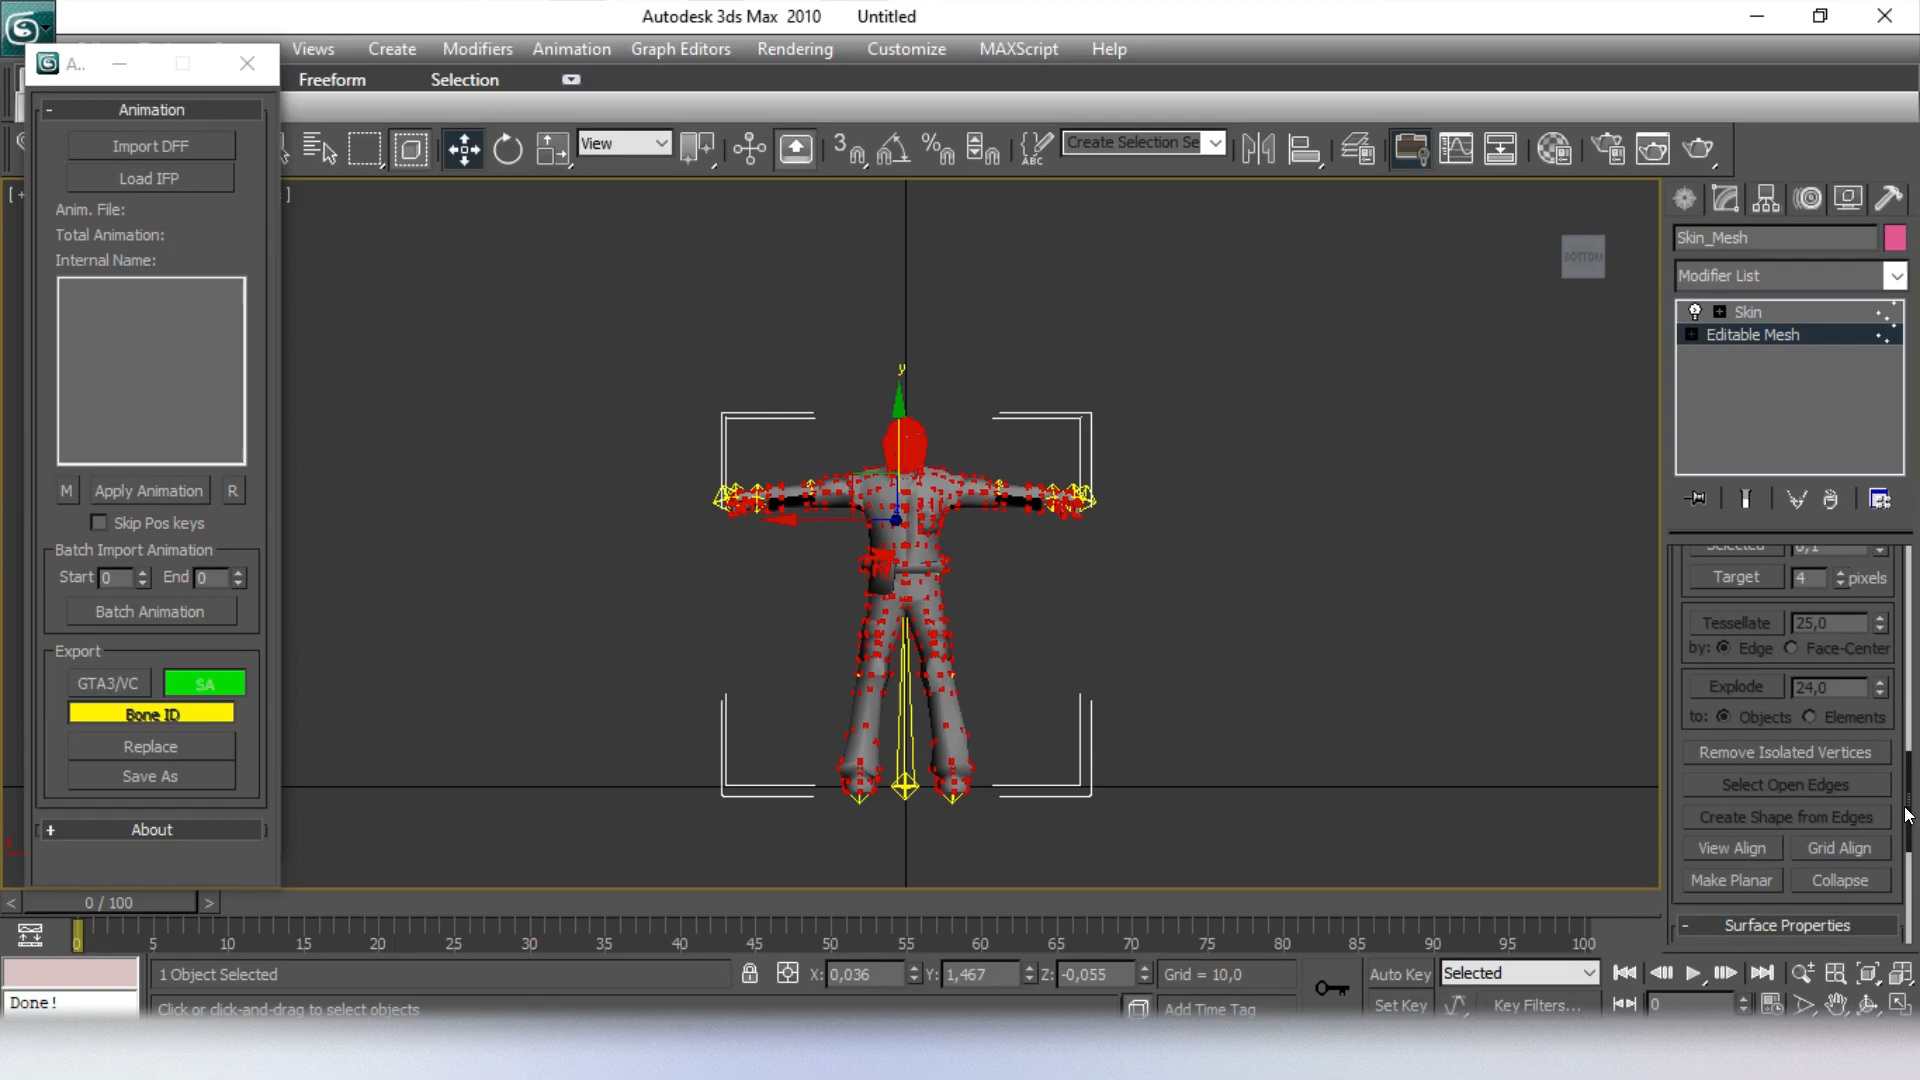 Autodesk 3ds Max 2010 Untitled
A..
Views Create Modifiers Animation Graph Editors Rendering Customize MAXScript Help
Freeform Selection
- Animation
Import DFF
Load IFP
Anim. File:
Total Animation:
Internal Name:
M Apply Animation R
Skip Pos keys
Batch Import Animation
Start 0 End 0
Batch Animation
Export
GTA3/VC SA
Bone ID
Replace
Save As
+ About
View
3
%
ABC
Create Selection Se
[ +
]
BOTTOM
y
Skin_Mesh
Modifier List
Skin
Editable Mesh
Selected 0,1
Target 4 pixels
Tessellate 25,0
by: Edge Face-Center
Explode 24,0
to: Objects Elements
Remove Isolated Vertices
Select Open Edges
Create Shape from Edges
View Align Grid Align
Make Planar Collapse
- Surface Properties
< 0 / 100 >
0 5 10 15 20 25 30 35 40 45 50 55 60 65 70 75 80 85 90 95 100
1 Object Selected X: 0,036 Y: 1,467 Z: -0,055 Grid = 10,0 Auto Key Selected
Done! Click or click-and-drag to select objects Add Time Tag Set Key Key Filters... 0